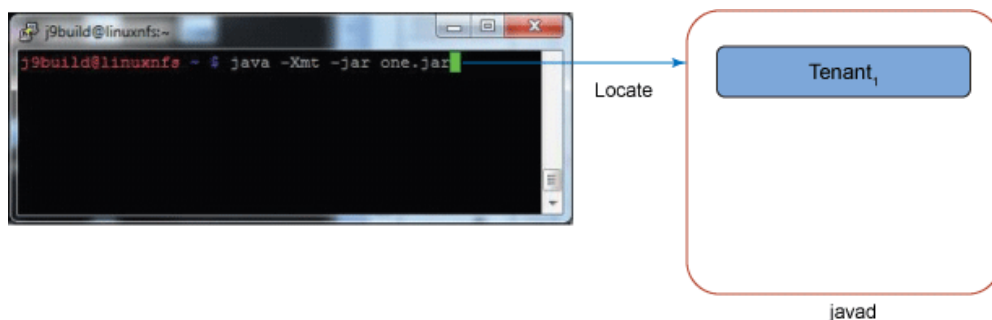 j9build@linuxnfs:~
j9build@linuxnfs ~ $ java -Xmt -jar one.jar
Locate
Tenant1
javad